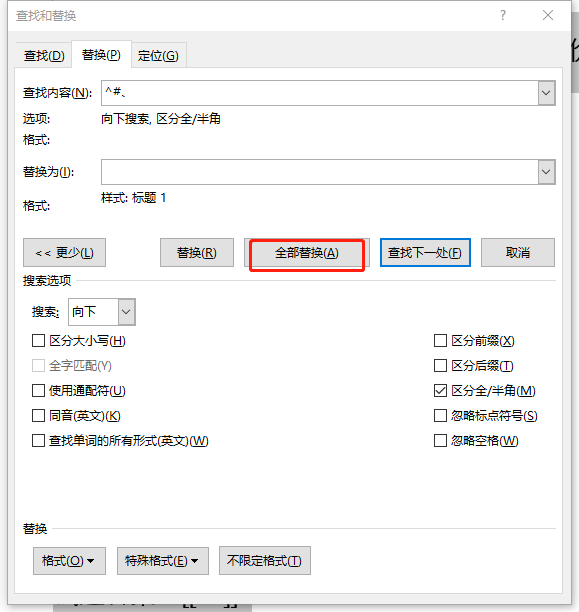 查找和替换
查找(D) 替换(P) 定位(G)
查找内容(N): ^#、
选项: 向下搜索, 区分全/半角
格式:
替换为(I):
格式: 样式: 标题 1
<< 更少(L) 替换(R) 全部替换(A) 查找下一处(F) 取消
搜索选项
搜索: 向下
区分大小写(H) 区分前缀(X)
全字匹配(Y) 区分后缀(T)
使用通配符(U) 区分全/半角(M)
同音(英文)(K) 忽略标点符号(S)
查找单词的所有形式(英文)(W) 忽略空格(W)
替换
格式(O) 特殊格式(E) 不限定格式(T)